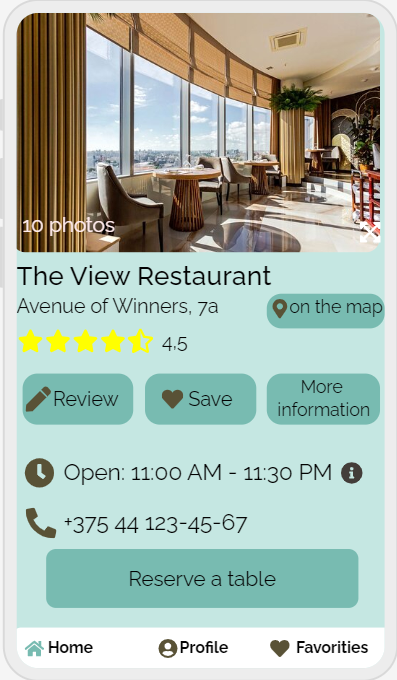 10 photos
The View Restaurant
Avenue of Winners, 7a
on the map
4,5
Review
Save
More
information
Open: 11:00 AM - 11:30 PM
+375 44 123-45-67
Reserve a table
Home
Profile
Favorities